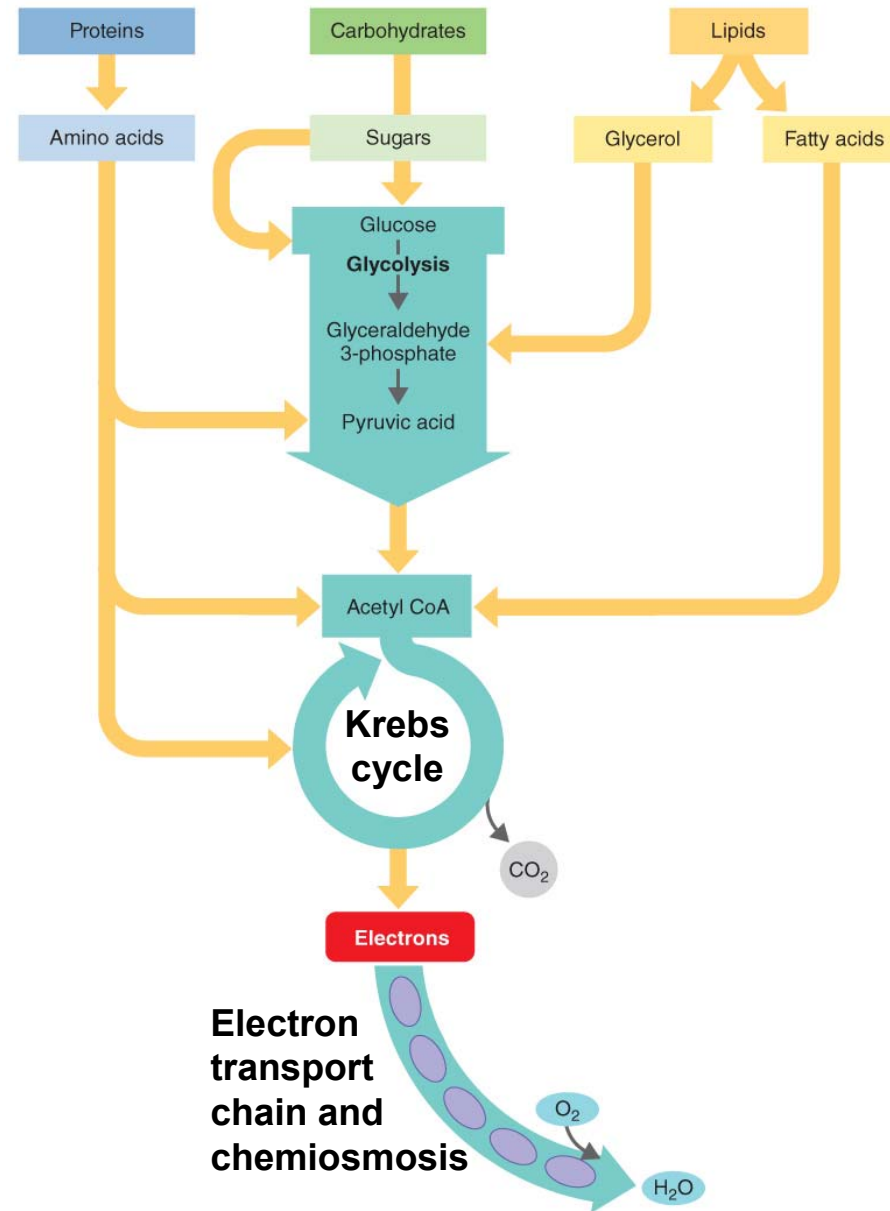 Proteins
Carbohydrates
Lipids
Amino acids
Sugars
Glycerol
Fatty acids
Glucose
Glycolysis
Glyceraldehyde
3-phosphate
Pyruvic acid
Acetyl CoA
Krebs
cycle
CO₂
Electrons
Electron
transport
chain and
chemiosmosis
O₂
H₂O